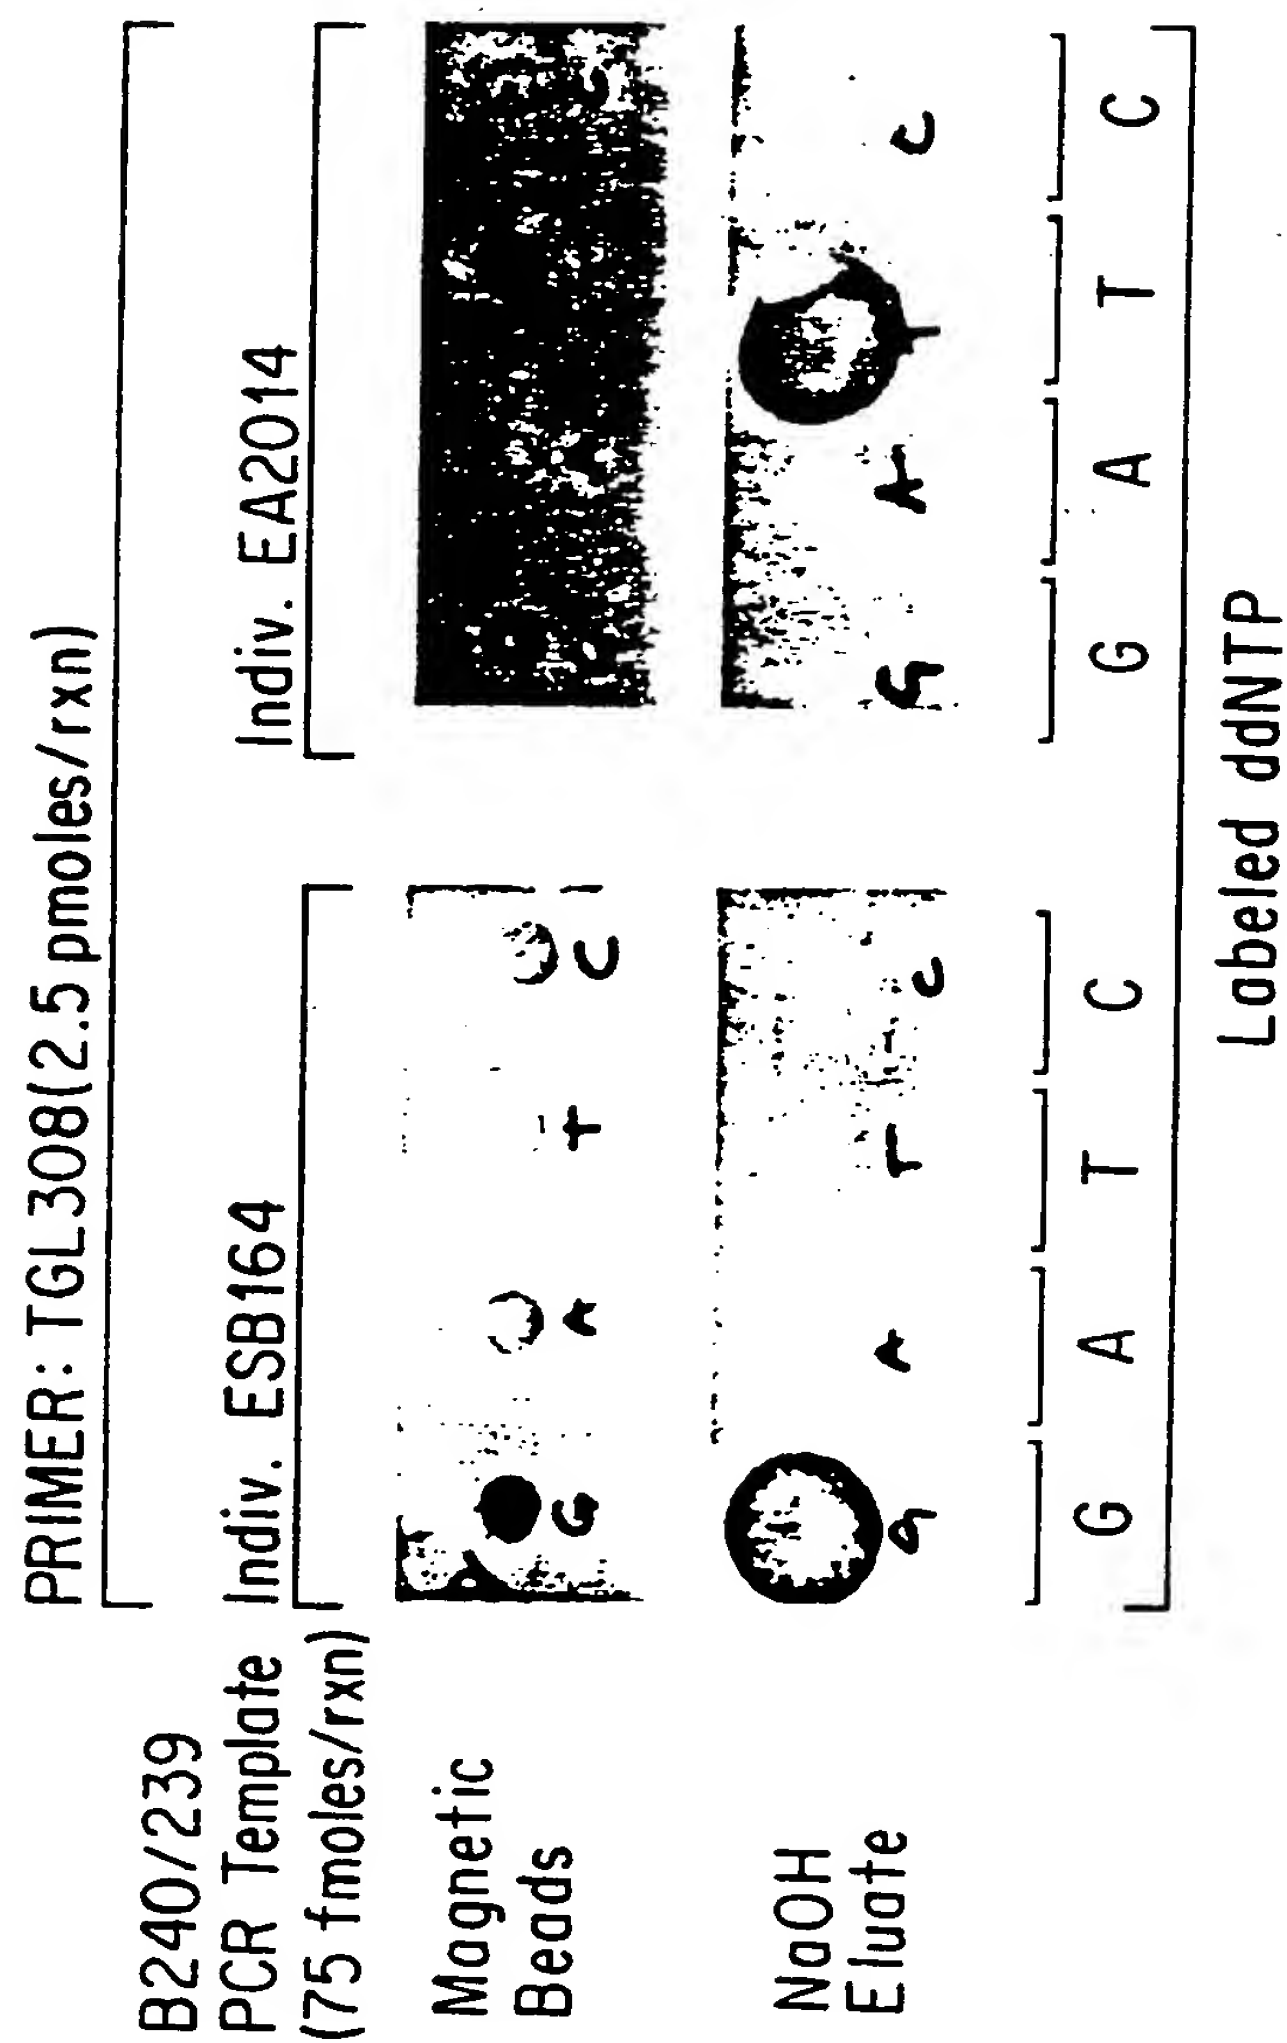 PRIMER: TGL308(2.5 pmoles/rxn)
B240/239
PCR Template
(75 fmoles/rxn)
Indiv. ESB164
Indiv. EA2014
Magnetic
Beads
G A T C
NaOH
Eluate
G A T C
G A T C
G A T C
G A T C
Labeled ddNTP